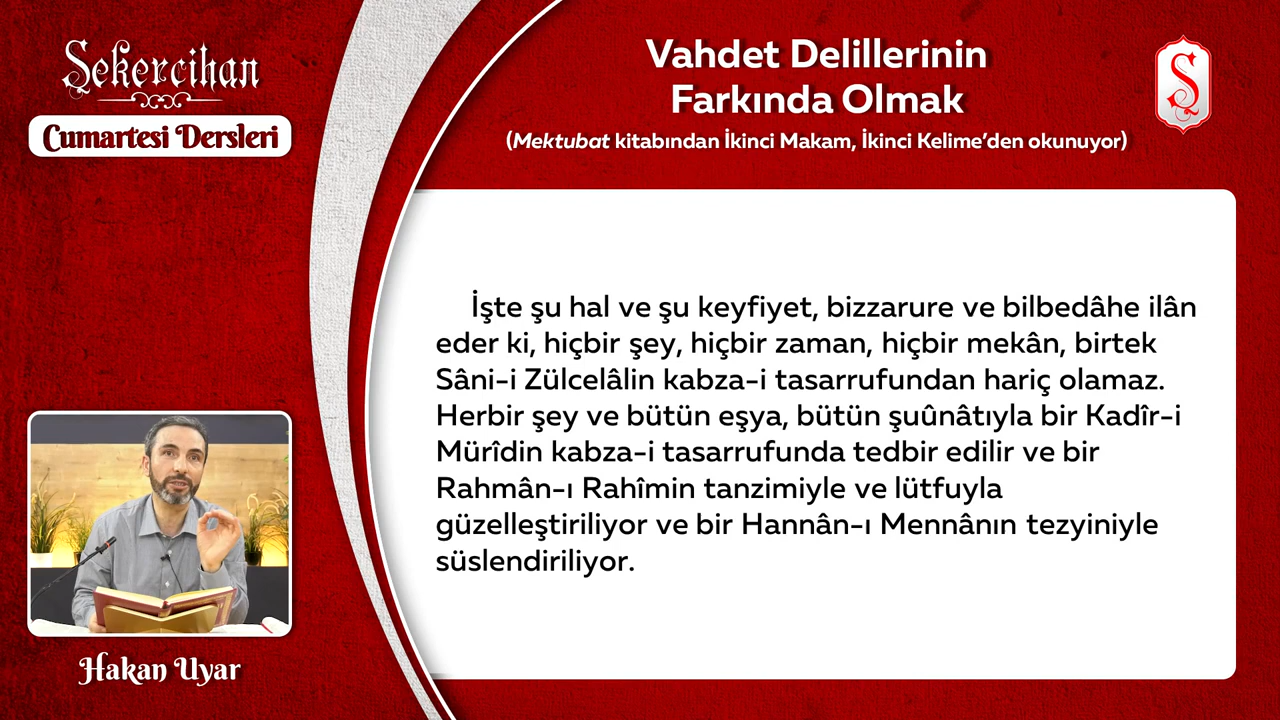 Şekercihan
Cumartesi Dersleri
Vahdet Delillerinin
Farkında Olmak
(Mektubat kitabından İkinci Makam, İkinci Kelime’den okunuyor)
Ş
İşte şu hal ve şu keyfiyet, bizzarure ve bilbedâhe ilân
eder ki, hiçbir şey, hiçbir zaman, hiçbir mekân, birtek
Sâni-i Zülcelâlin kabza-i tasarrufundan hariç olamaz.
Herbir şey ve bütün eşya, bütün şuûnâtıyla bir Kadîr-i
Mürîdin kabza-i tasarrufunda tedbir edilir ve bir
Rahmân-ı Rahîmin tanzimiyle ve lütfuyla
güzelleştiriliyor ve bir Hannân-ı Mennânın tezyiniyle
süslendiriliyor.
Hakan Uyar